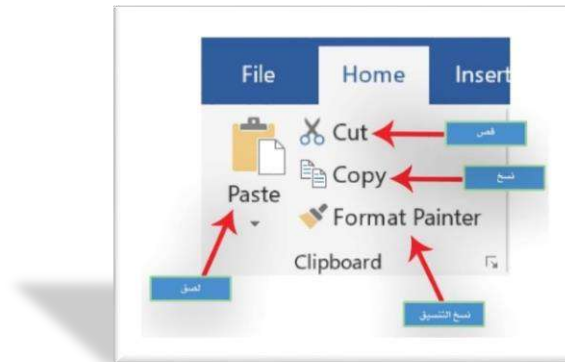 File Home Insert
Cut قص
Copy نسخ
Paste
Format Painter
Clipboard
لصق
نسخ التنسيق